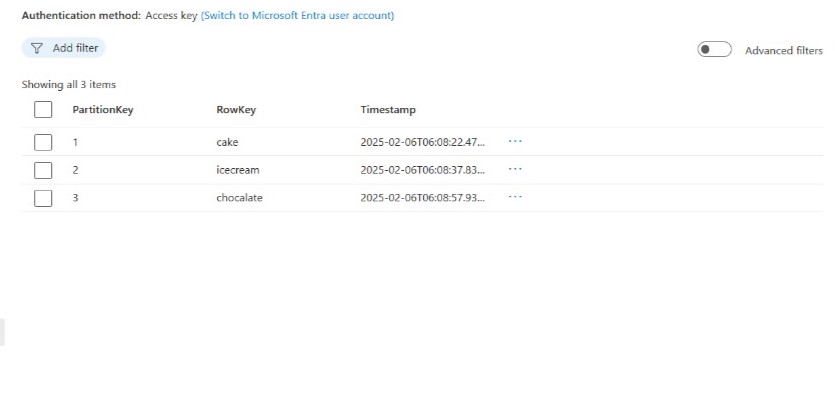 Authentication method: Access key (Switch to Microsoft Entra user account)
Add filter
Advanced filters
Showing all 3 items
PartitionKey RowKey Timestamp
1 cake 2025-02-06T06:08:22.47... ...
2 icecream 2025-02-06T06:08:37.83... ...
3 chocalate 2025-02-06T06:08:57.93... ...